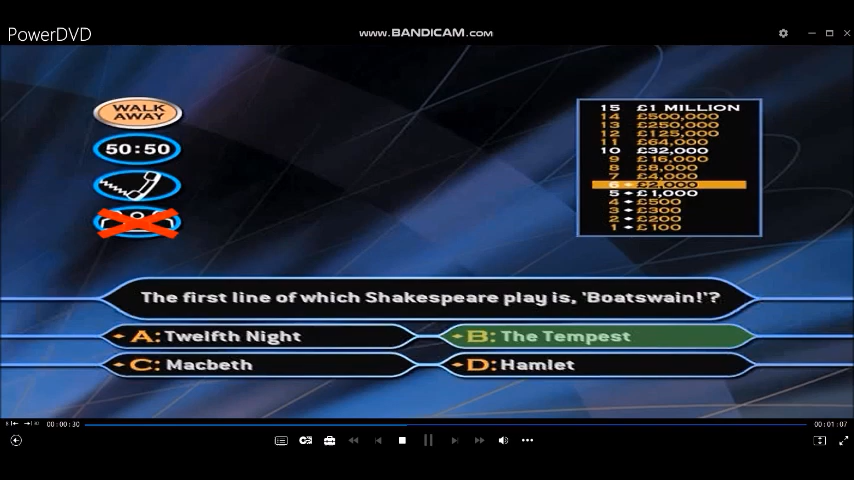 PowerDVD
www.BANDICAM.com
WALK
AWAY
50:50
15 £1 MILLION
14 £500,000
13 £250,000
12 £125,000
11 £64,000
10 £32,000
9 £16,000
8 £8,000
7 £4,000
6 £2,000
5 £1,000
4 £500
3 £300
2 £200
1 £100
The first line of which Shakespeare play is, 'Boatswain!'?
A: Twelfth Night
B: The Tempest
C: Macbeth
D: Hamlet
00:00:30
00:01:07